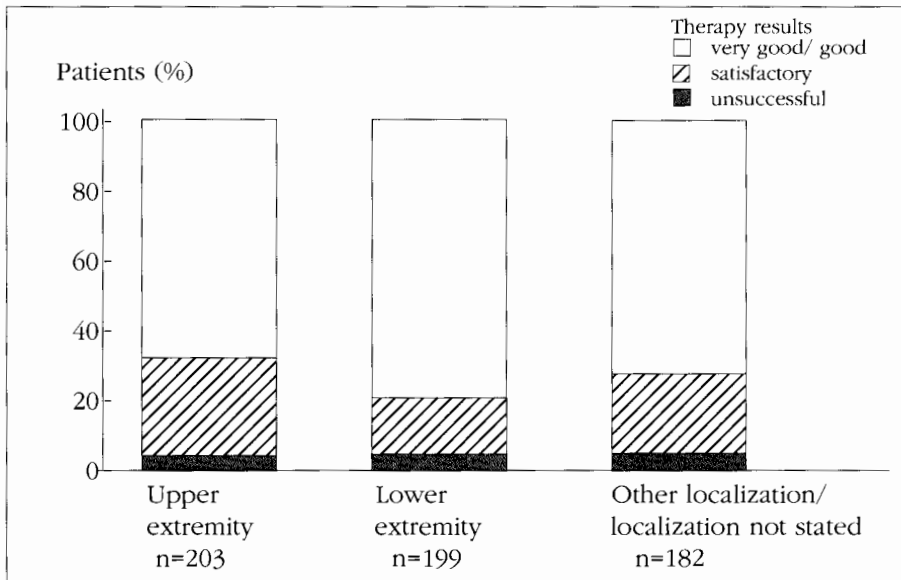 Therapy results
very good/ good
satisfactory
unsuccessful
Patients (%)
100
80
60
40
20
0
Upper
extremity
n=203
Lower
extremity
n=199
Other localization/
localization not stated
n=182